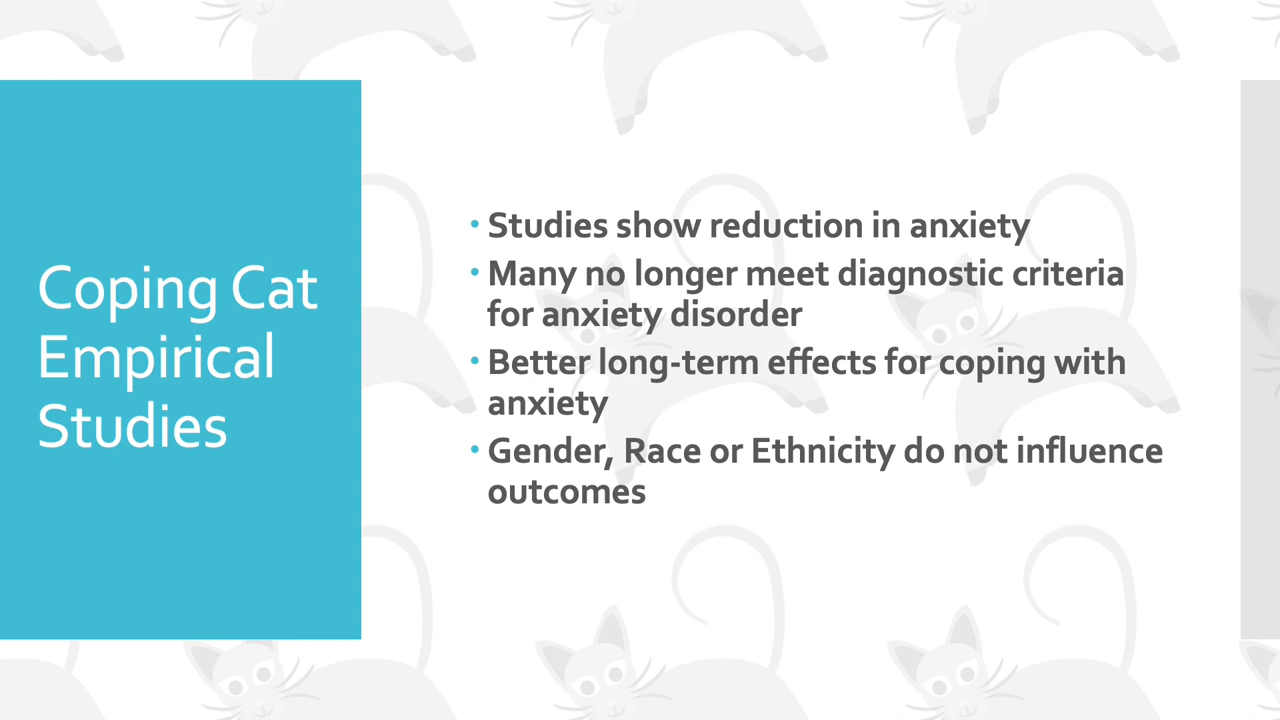 Coping Cat
Empirical
Studies
• Studies show reduction in anxiety
• Many no longer meet diagnostic criteria
for anxiety disorder
• Better long-term effects for coping with
anxiety
• Gender, Race or Ethnicity do not influence
outcomes